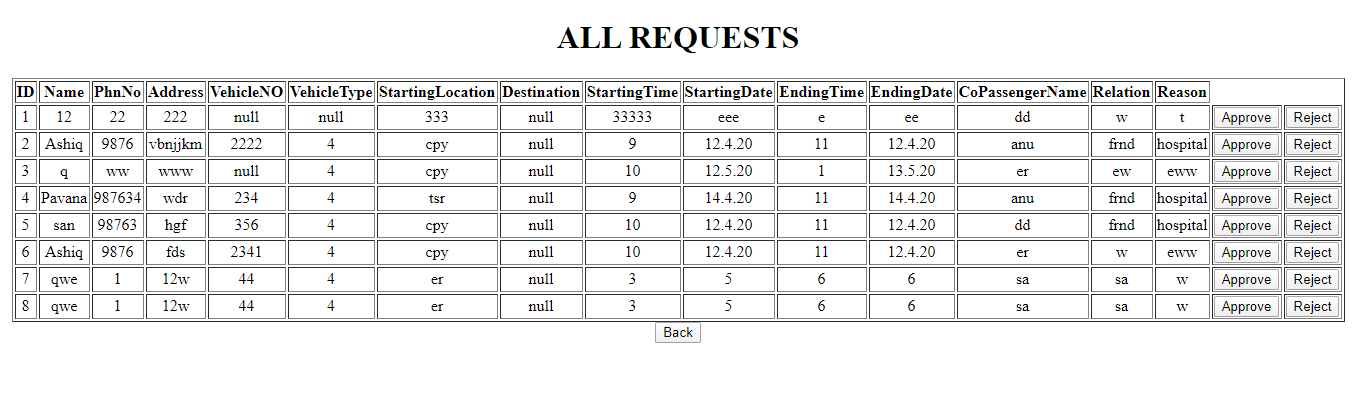 ALL REQUESTS
ID Name PhnNo Address VehicleNO VehicleType StartingLocation Destination StartingTime StartingDate EndingTime EndingDate CoPassengerName Relation Reason
1 12 22 222 null null 333 null 33333 eee e ee dd w t Approve Reject
2 Ashiq 9876 vbnjjkm 2222 4 cpy null 9 12.4.20 11 12.4.20 anu frnd hospital Approve Reject
3 q ww www null 4 cpy null 10 12.5.20 1 13.5.20 er ew eww Approve Reject
4 Pavana 987634 wdr 234 4 tsr null 9 14.4.20 11 14.4.20 anu frnd hospital Approve Reject
5 san 98763 hgf 356 4 cpy null 10 12.4.20 11 12.4.20 dd frnd hospital Approve Reject
6 Ashiq 9876 fds 2341 4 cpy null 10 12.4.20 11 12.4.20 er w eww Approve Reject
7 qwe 1 12w 44 4 er null 3 5 6 6 sa sa w Approve Reject
8 qwe 1 12w 44 4 er null 3 5 6 6 sa sa w Approve Reject
Back